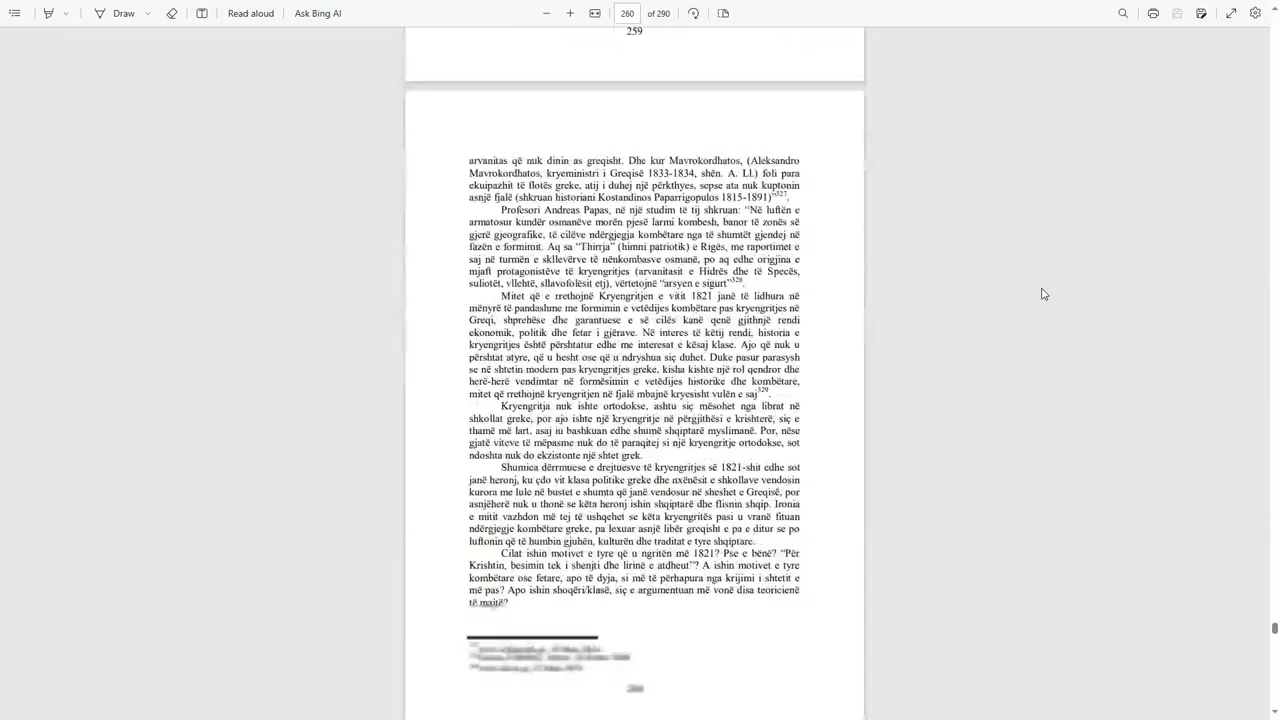 Draw
Read aloud
Ask Bing AI
260 of 290
259
arvanitas që nuk dinin as greqisht. Dhe kur Mavrokordhatos, (Aleksandro
Mavrokordhatos, kryeministri i Greqisë 1833-1834, shën. A. Ll.) foli para
ekuipazhit të flotës greke, atij i duhej një përkthyes, sepse ata nuk kuptonin
asnjë fjalë (shkruan historiani Kostandinos Paparrigopulos 1815-1891)”327.
Profesori Andreas Papas, në një studim të tij shkruan: “Në luftën e
armatosur kundër osmanëve morën pjesë larmi kombesh, banor të zonës së
gjerë gjeografike, të cilëve ndërgjegja kombëtare nga të shumtët gjendej në
fazën e formimit. Aq sa “Thirrja” (himni patriotik) e Rigës, me raportimet e
saj në turmën e skllevërve të nënkombasve osmanë, po aq edhe origjina e
mjaft protagonistëve të kryengritjes (arvanitasit e Hidrës dhe të Specës,
suliotët, vllehtë, sllavofolësit etj), vërtetojnë “arsyen e sigurt”328.
Mitet që e rrethojnë Kryengritjen e vitit 1821 janë të lidhura në
mënyrë të pandashme me formimin e vetëdijes kombëtare pas kryengritjes në
Greqi, shprehëse dhe garantuese e së cilës kanë qenë gjithnjë rendi
ekonomik, politik dhe fetar i gjërave. Në interes të këtij rendi, historia e
kryengritjes është përshtatur edhe me interesat e kësaj klase. Ajo që nuk u
përshtat atyre, që u hesht ose që u ndryshua siç duhet. Duke pasur parasysh
se në shtetin modern pas kryengritjes greke, kisha kishte një rol qendror dhe
herë-herë vendimtar në formësimin e vetëdijes historike dhe kombëtare,
mitet që rrethojnë kryengritjen në fjalë mbajnë kryesisht vulën e saj329.
Kryengritja nuk ishte ortodokse, ashtu siç mësohet nga librat në
shkollat greke, por ajo ishte një kryengritje në përgjithësi e krishterë, siç e
thamë më lart, asaj iu bashkuan edhe shumë shqiptarë myslimanë. Por, nëse
gjatë viteve të mëpasme nuk do të paraqitej si një kryengritje ortodokse, sot
ndoshta nuk do ekzistonte një shtet grek.
Shumica dërrmuese e drejtuesve të kryengritjes së 1821-shit edhe sot
janë heronj, ku çdo vit klasa politike greke dhe nxënësit e shkollave vendosin
kurora me lule në bustet e shumta që janë vendosur në sheshet e Greqisë, por
asnjëherë nuk u thonë se këta heronj ishin shqiptarë dhe flisnin shqip. Ironia
e mitit vazhdon më tej të ushqehet se këta kryengritës pasi u vranë fituan
ndërgjegje kombëtare greke, pa lexuar asnjë libër greqisht e pa e ditur se po
luftonin që të humbin gjuhën, kulturën dhe traditat e tyre shqiptare.
Cilat ishin motivet e tyre që u ngritën më 1821? Pse e bënë? “Për
Krishtin, besimin tek i shenjti dhe lirinë e atdheut”? A ishin motivet e tyre
kombëtare ose fetare, apo të dyja, si më të përhapura nga krijimi i shtetit e
më pas? Apo ishin shoqëri/klasë, siç e argumentuan më vonë disa teoricienë
të majtë?